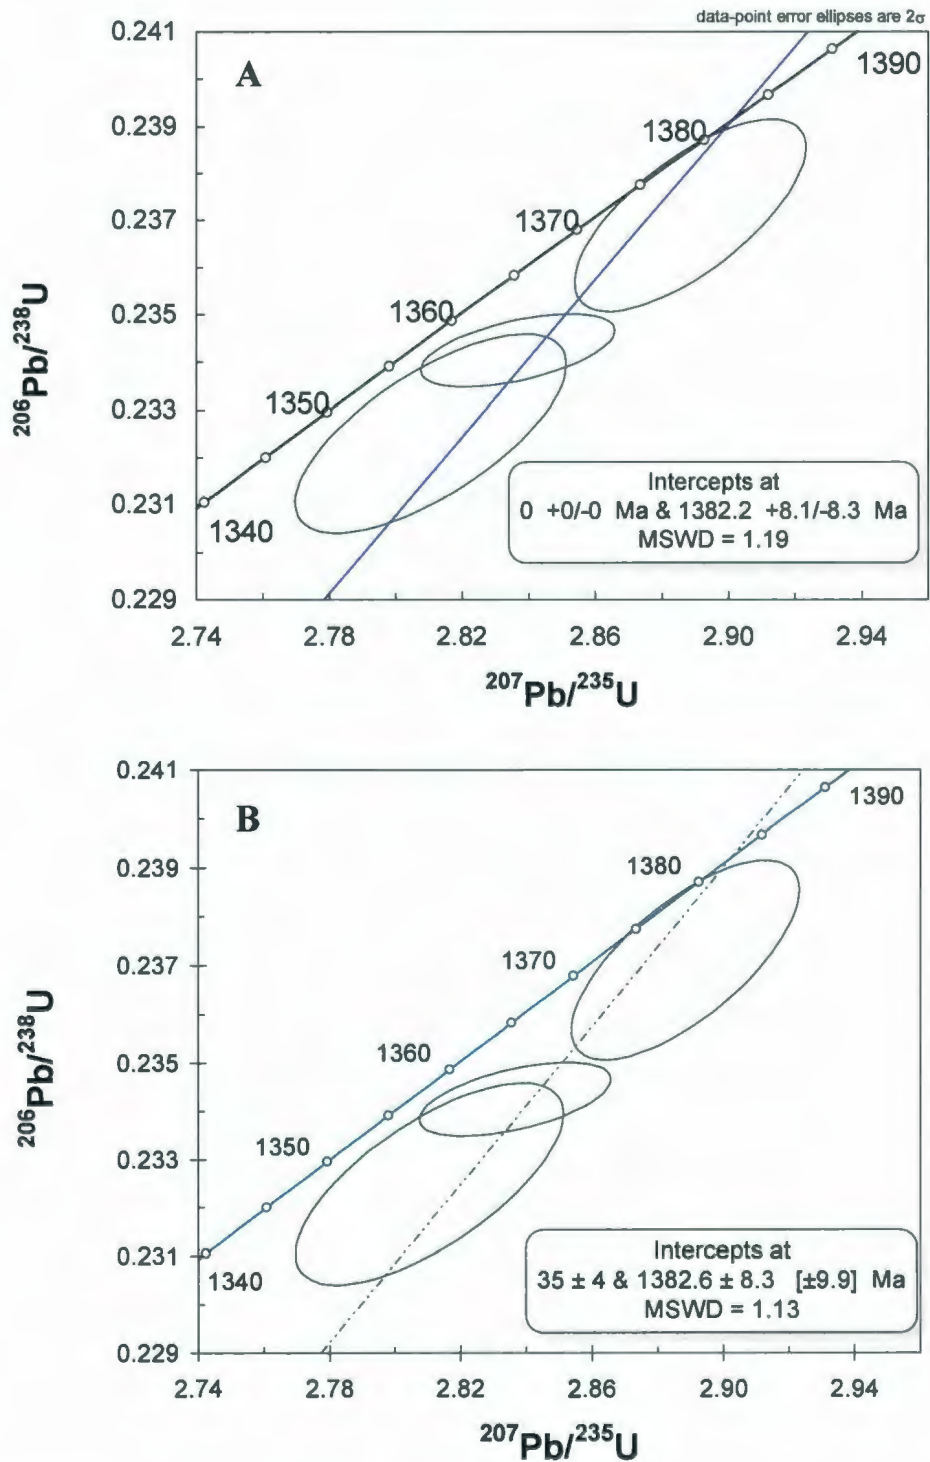 data-point error ellipses are 2σ
A
0.241
0.239
0.237
0.235
0.233
0.231
0.229
1390
1380
1370
1360
1350
1340
²⁰⁶Pb/²³⁸U
Intercepts at
0 +0/-0 Ma & 1382.2 +8.1/-8.3 Ma
MSWD = 1.19
2.74 2.78 2.82 2.86 2.90 2.94
²⁰⁷Pb/²³⁵U
B
0.241
0.239
0.237
0.235
0.233
0.231
0.229
1390
1380
1370
1360
1350
1340
²⁰⁶Pb/²³⁸U
Intercepts at
35 ± 4 & 1382.6 ± 8.3 [±9.9] Ma
MSWD = 1.13
2.74 2.78 2.82 2.86 2.90 2.94
²⁰⁷Pb/²³⁵U